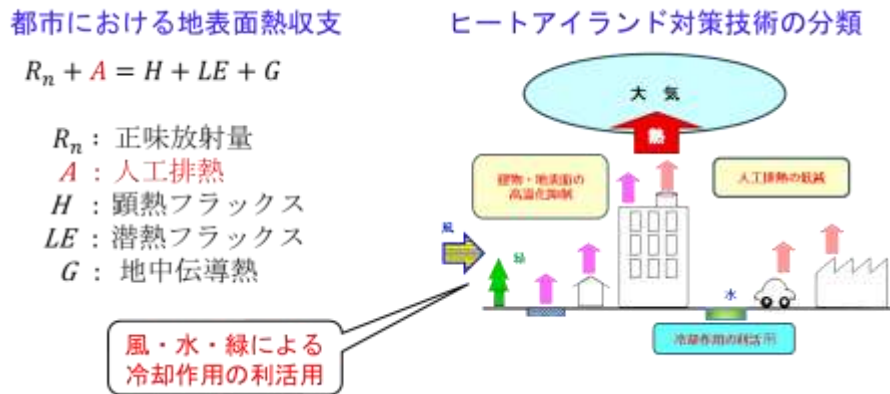 都市における地表面熱収支
R_n + A = H + LE + G
R_n : 正味放射量
A : 人工排熱
H : 顕熱フラックス
LE : 潜熱フラックス
G : 地中伝導熱
風・水・緑による
冷却作用の利活用
ヒートアイランド対策技術の分類
大 気
熱
建物・地表面の
高温化抑制
人工排熱の低減
風
緑
水
冷却作用の利活用